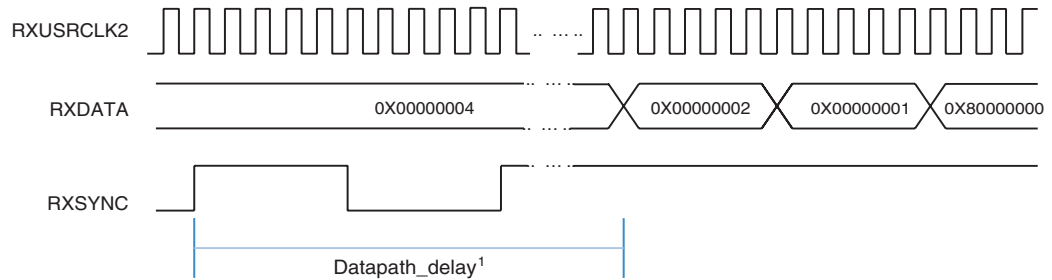 RXUSRCLK2
.. ... ..
RXDATA
0X00000004
.. ... ..
0X00000002
0X00000001
0X80000000
.. ... ..
RXSYNC
.. ... ..
Datapath_delay1